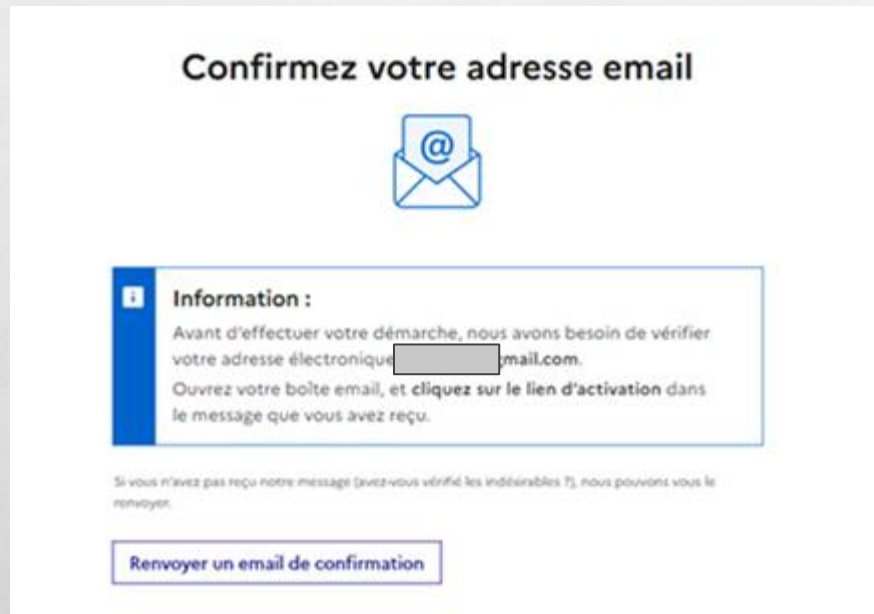 Confirmez votre adresse email
@
i
Information :
Avant d'effectuer votre démarche, nous avons besoin de vérifier
votre adresse électronique mail.com.
Ouvrez votre boîte email, et cliquez sur le lien d'activation dans
le message que vous avez reçu.
Si vous n'avez pas reçu notre message (avez-vous vérifié les indésirables ?), nous pouvons vous le
renvoyer.
Renvoyer un email de confirmation